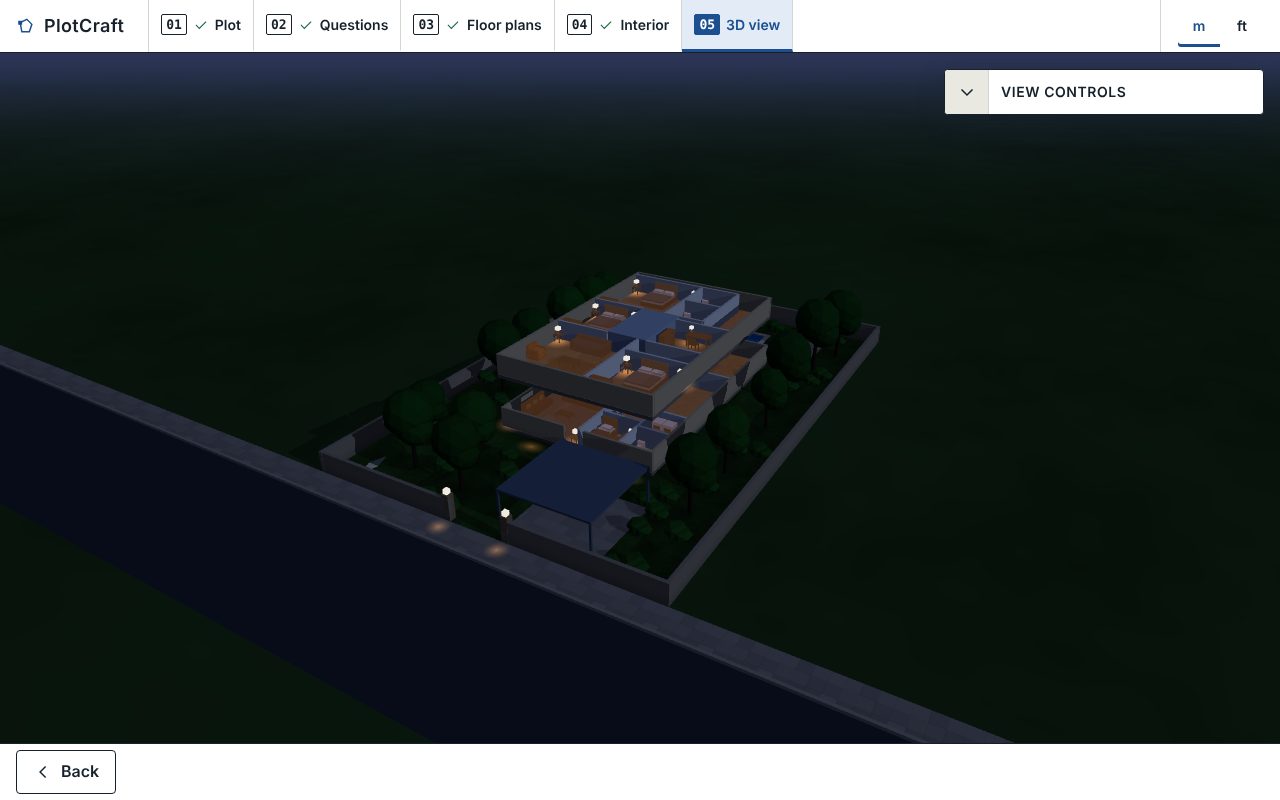 PlotCraft
01 Plot
02 Questions
03 Floor plans
04 Interior
05 3D view
m
ft
VIEW CONTROLS
Back